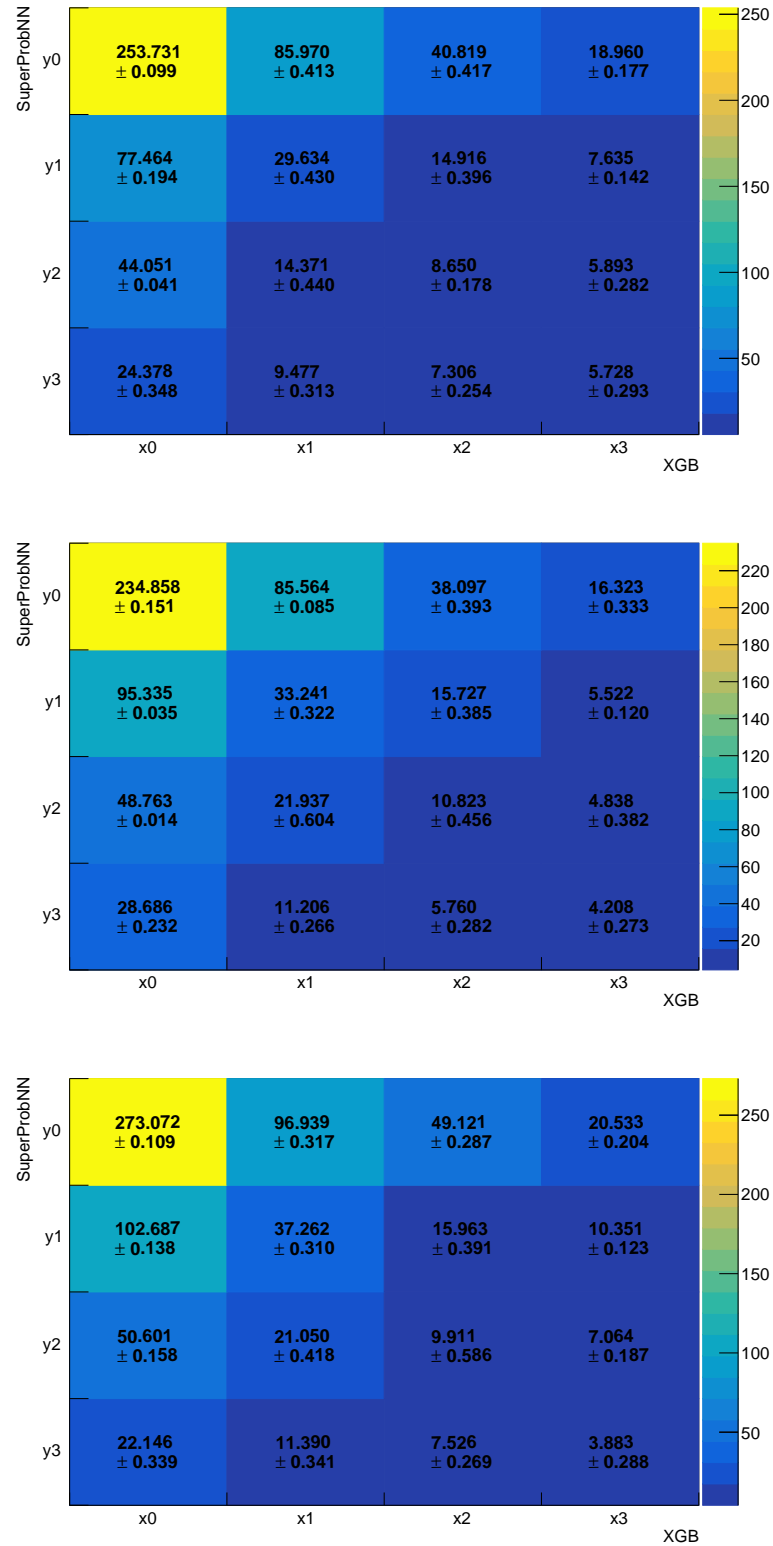 SuperProbNN
y0
253.731 85.970 40.819 18.960
± 0.099 ± 0.413 ± 0.417 ± 0.177
y1
77.464 29.634 14.916 7.635
± 0.194 ± 0.430 ± 0.396 ± 0.142
y2
44.051 14.371 8.650 5.893
± 0.041 ± 0.440 ± 0.178 ± 0.282
y3
24.378 9.477 7.306 5.728
± 0.348 ± 0.313 ± 0.254 ± 0.293
x0 x1 x2 x3
XGB
250
200
150
100
50
SuperProbNN
y0
234.858 85.564 38.097 16.323
± 0.151 ± 0.085 ± 0.393 ± 0.333
y1
95.335 33.241 15.727 5.522
± 0.035 ± 0.322 ± 0.385 ± 0.120
y2
48.763 21.937 10.823 4.838
± 0.014 ± 0.604 ± 0.456 ± 0.382
y3
28.686 11.206 5.760 4.208
± 0.232 ± 0.266 ± 0.282 ± 0.273
x0 x1 x2 x3
XGB
220
200
180
160
140
120
100
80
60
40
20
SuperProbNN
y0
273.072 96.939 49.121 20.533
± 0.109 ± 0.317 ± 0.287 ± 0.204
y1
102.687 37.262 15.963 10.351
± 0.138 ± 0.310 ± 0.391 ± 0.123
y2
50.601 21.050 9.911 7.064
± 0.158 ± 0.418 ± 0.586 ± 0.187
y3
22.146 11.390 7.526 3.883
± 0.339 ± 0.341 ± 0.269 ± 0.288
x0 x1 x2 x3
XGB
250
200
150
100
50